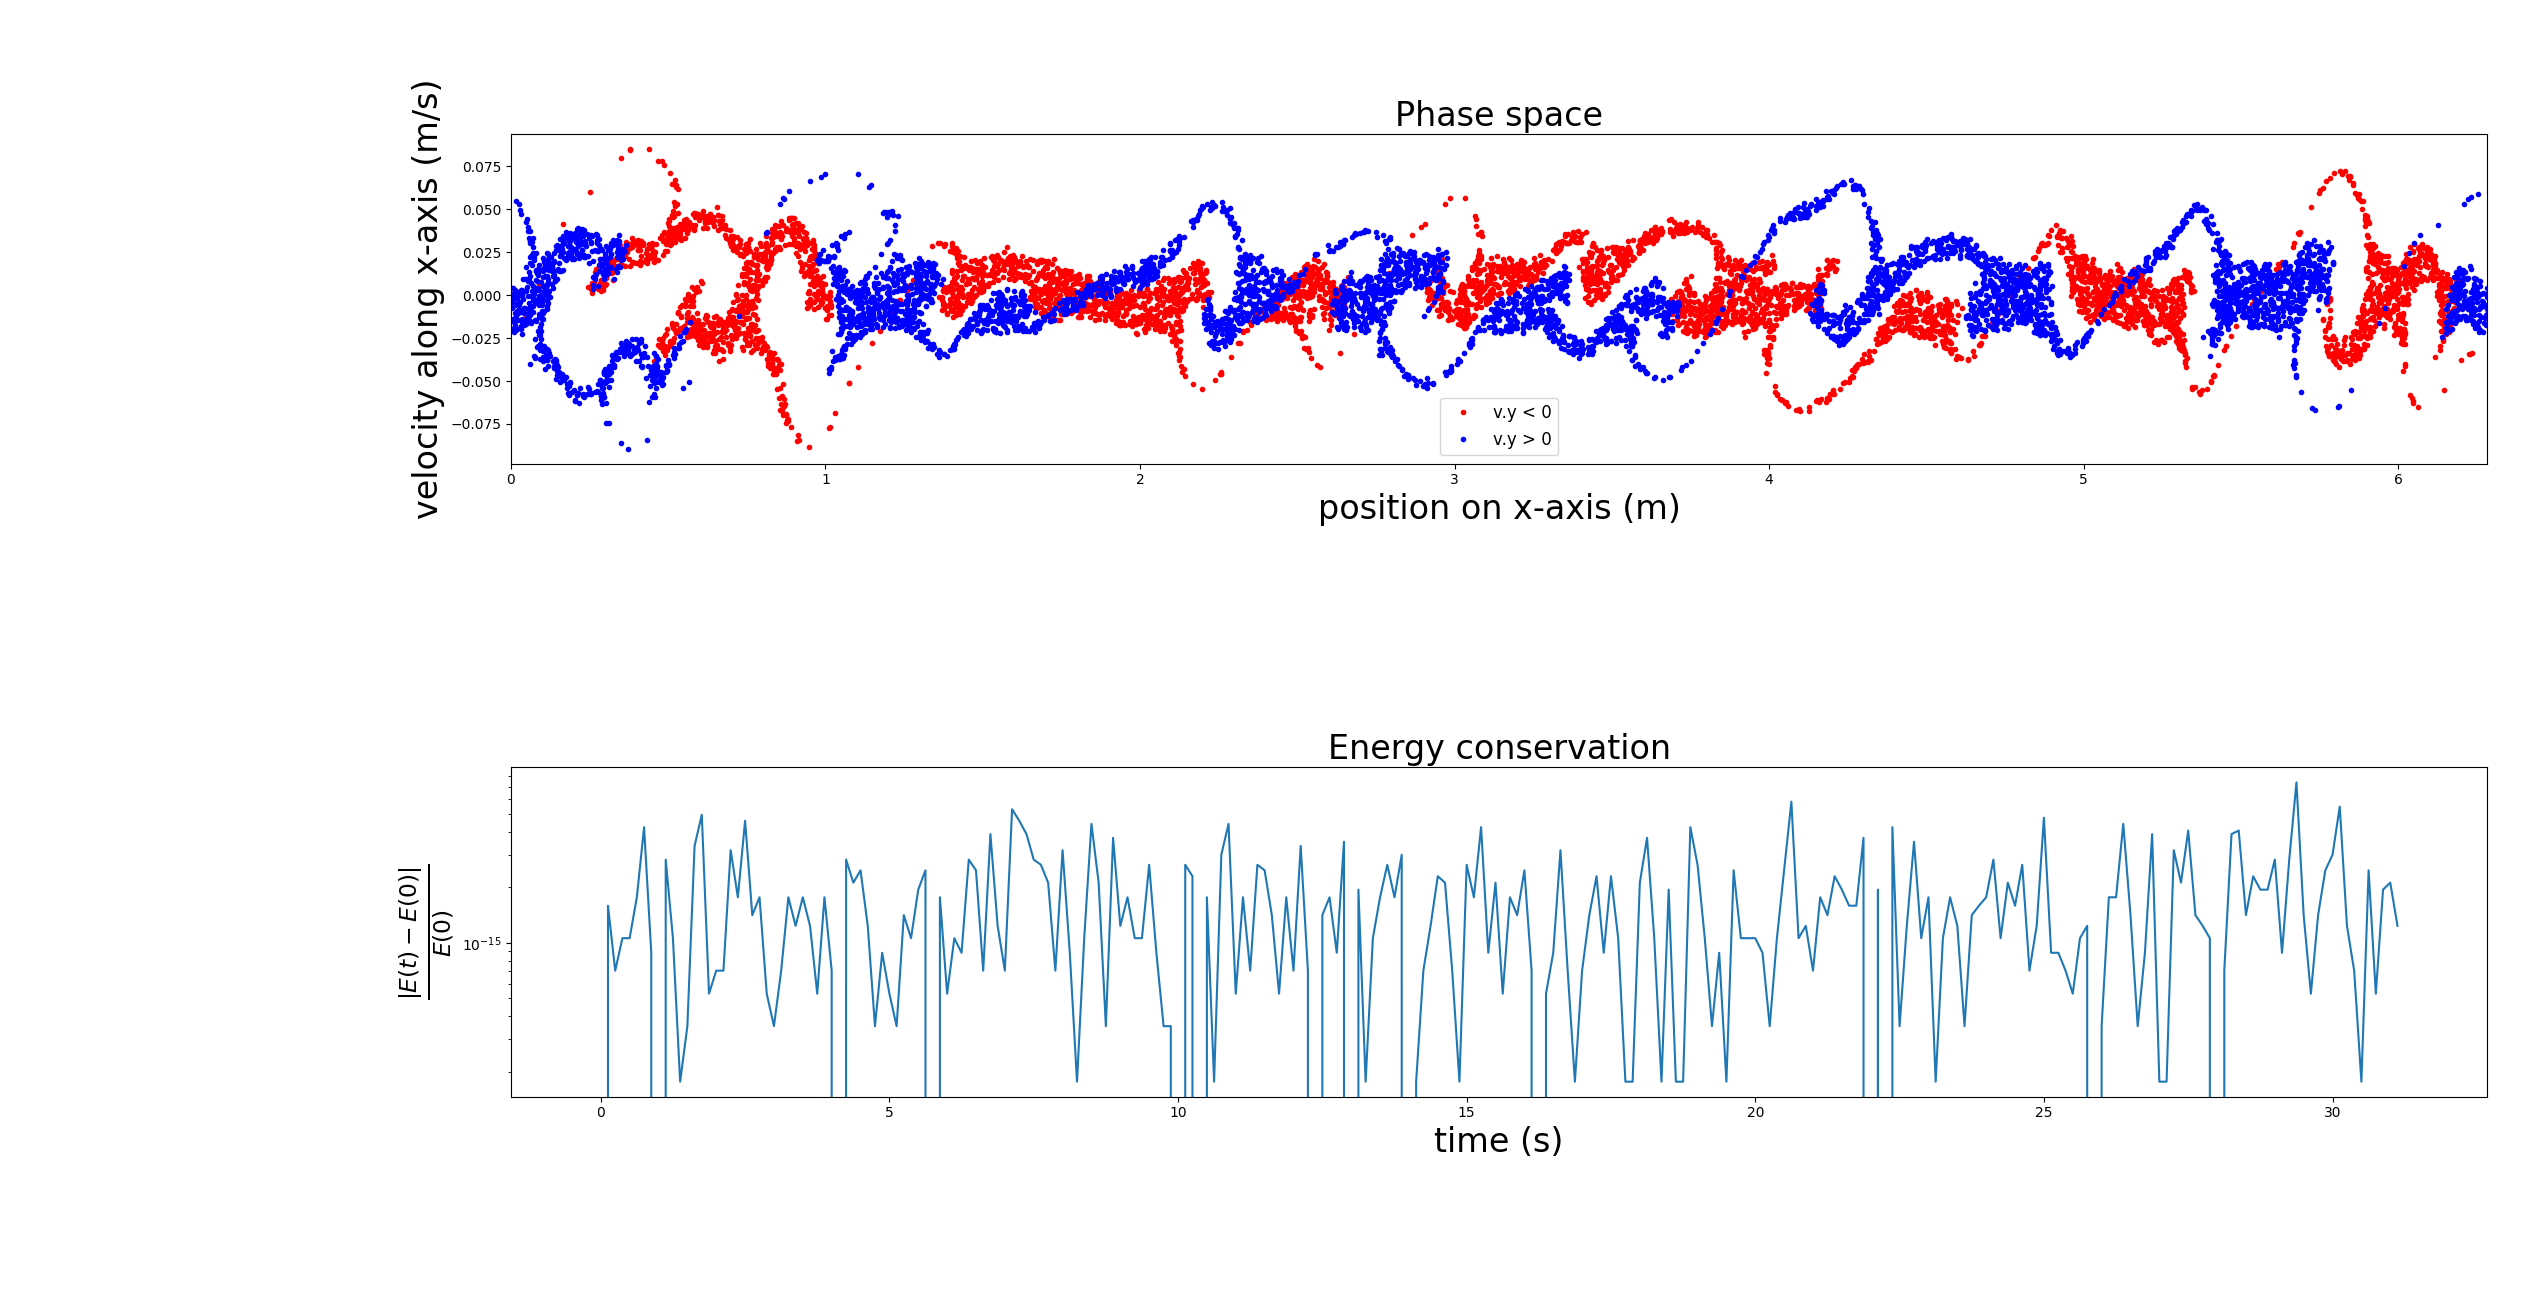 Phase space
velocity along x-axis (m/s)
0.075
0.050
0.025
0.000
−0.025
−0.050
−0.075
v.y < 0
v.y > 0
0 1 2 3 4 5 6
position on x-axis (m)
Energy conservation
|E(t) − E(0)|
E(0)
10⁻¹⁵
0 5 10 15 20 25 30
time (s)